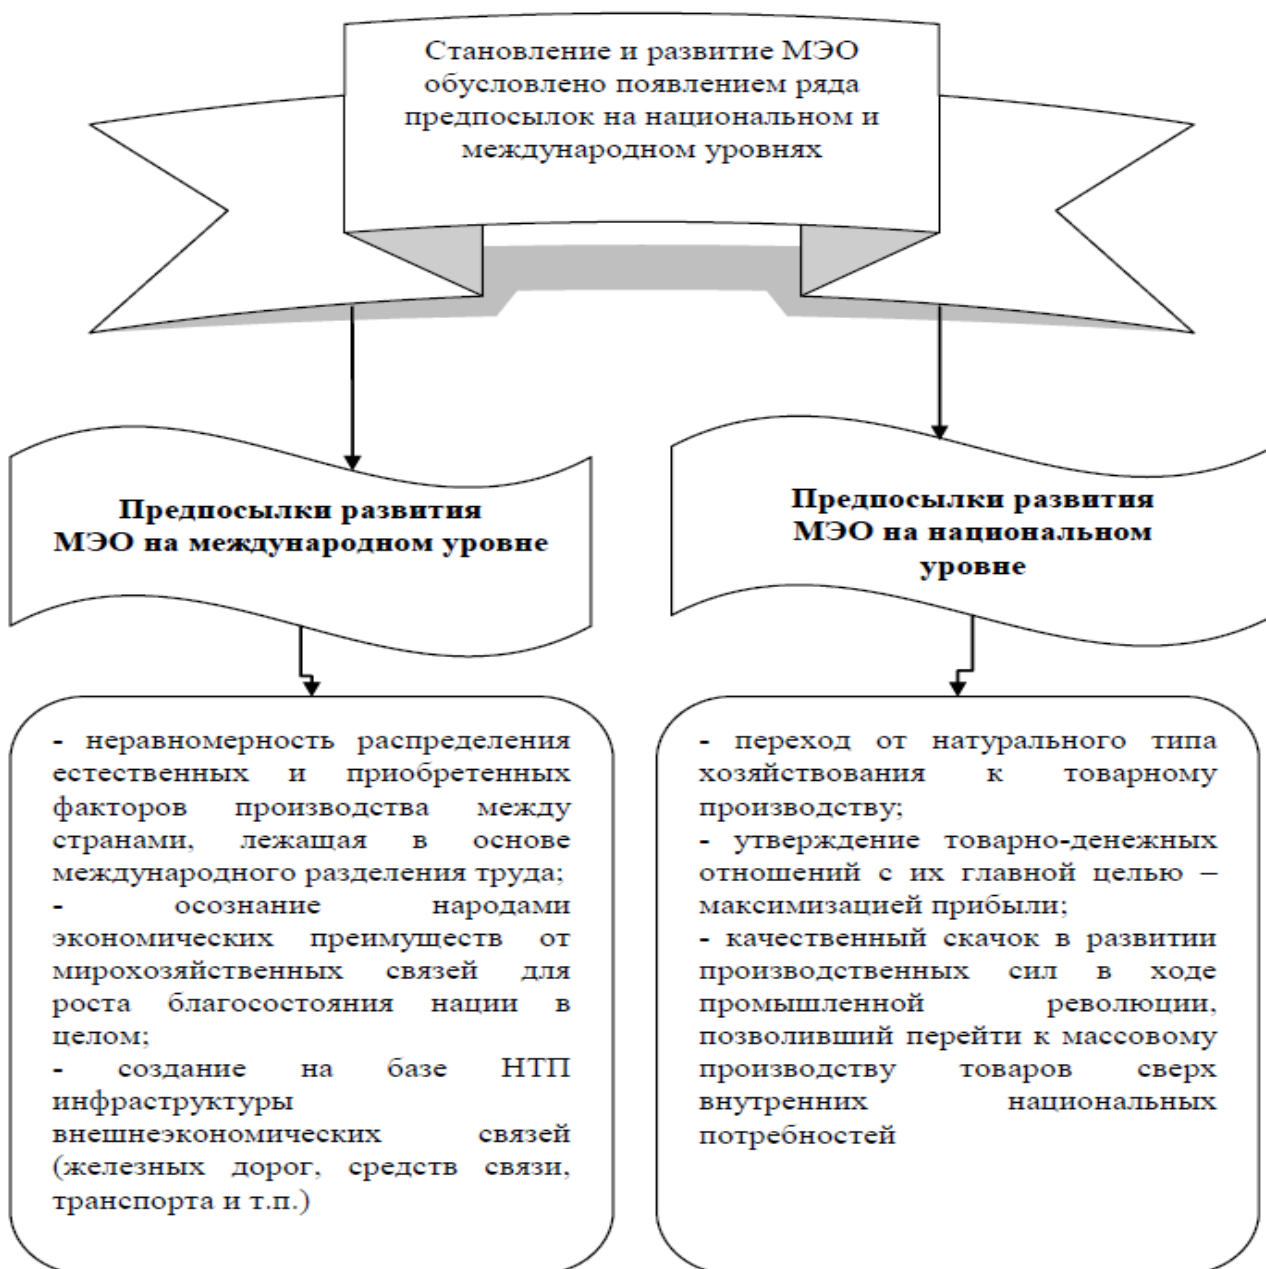 Становление и развитие МЭО
обусловлено появлением ряда
предпосылок на национальном и
международном уровнях
Предпосылки развития
МЭО на международном уровне
Предпосылки развития
МЭО на национальном
уровне
- неравномерность распределения
естественных и приобретенных
факторов производства между
странами, лежащая в основе
международного разделения труда;
- осознание народами
экономических преимуществ от
мирохозяйственных связей для
роста благосостояния нации в
целом;
- создание на базе НТП
инфраструктуры
внешнеэкономических связей
(железных дорог, средств связи,
транспорта и т.п.)
- переход от натурального типа
хозяйствования к товарному
производству;
- утверждение товарно-денежных
отношений с их главной целью –
максимизацией прибыли;
- качественный скачок в развитии
производственных сил в ходе
промышленной революции,
позволивший перейти к массовому
производству товаров сверх
внутренних национальных
потребностей